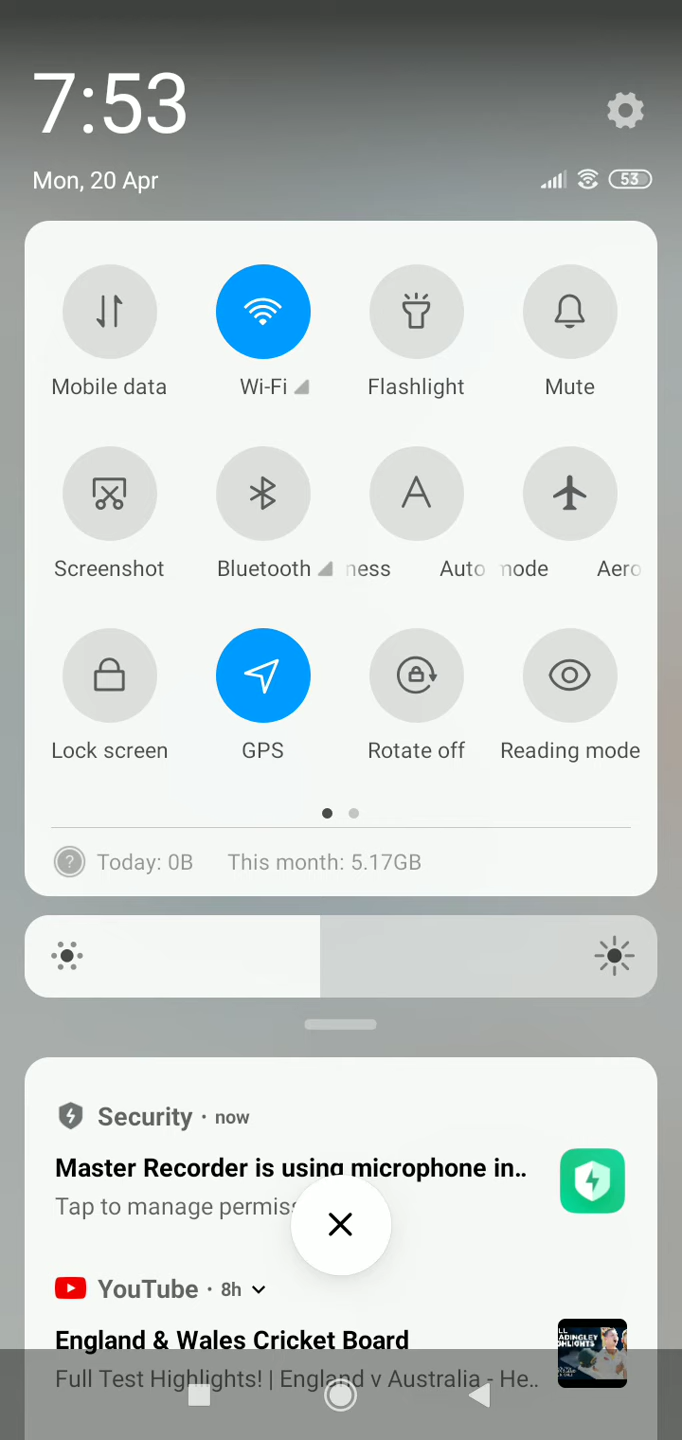 7:53
Mon, 20 Apr
53
Mobile data
Wi-Fi
Flashlight
Mute
Screenshot
Bluetooth
ness Auto
mode Aero
Lock screen
GPS
Rotate off
Reading mode
? Today: 0B This month: 5.17GB
Security · now
Master Recorder is using microphone in..
Tap to manage permis
YouTube · 8h
England & Wales Cricket Board
Full Test Highlights! | England v Australia - He..